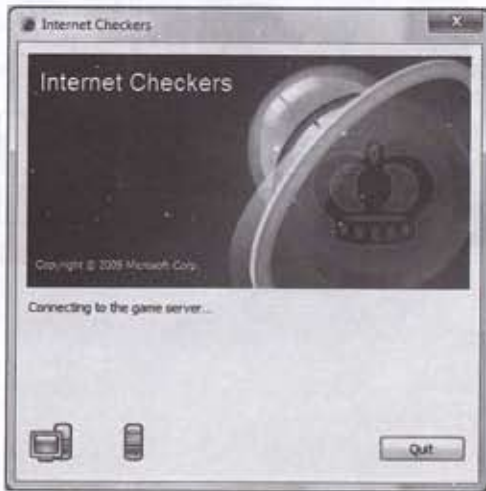 Internet Checkers
Internet Checkers
Copyright © 2009 Microsoft Corp.
Connecting to the game server...
Quit